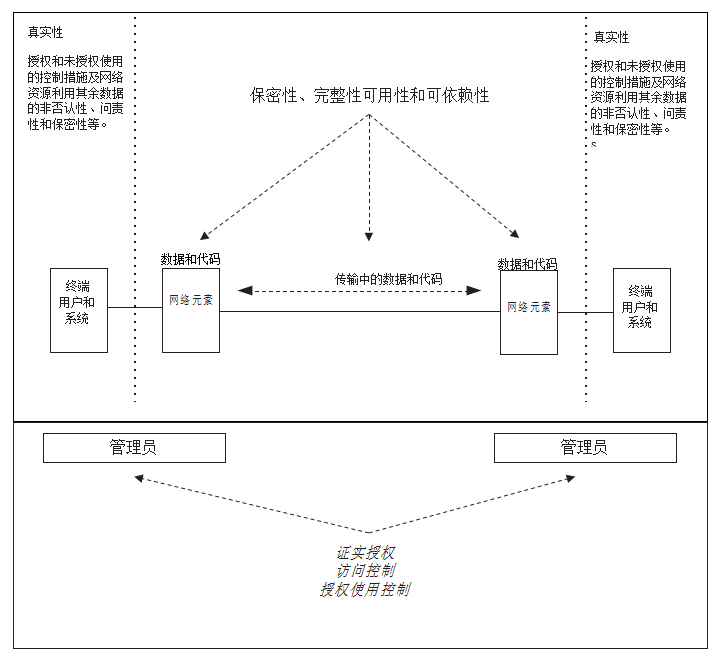 真实性
授权和未授权使用
的控制措施及网络
资源利用其余数据
的非否认性、问责
性和保密性等。
保密性、完整性可用性和可依赖性
真实性
授权和未授权使用
的控制措施及网络
资源利用其余数据
的非否认性、问责
性和保密性等。
s
数据和代码
传输中的数据和代码
数据和代码
终端
用户和
系统
网络元素
网络元素
终端
用户和
系统
管理员
管理员
证实授权
访问控制
授权使用控制